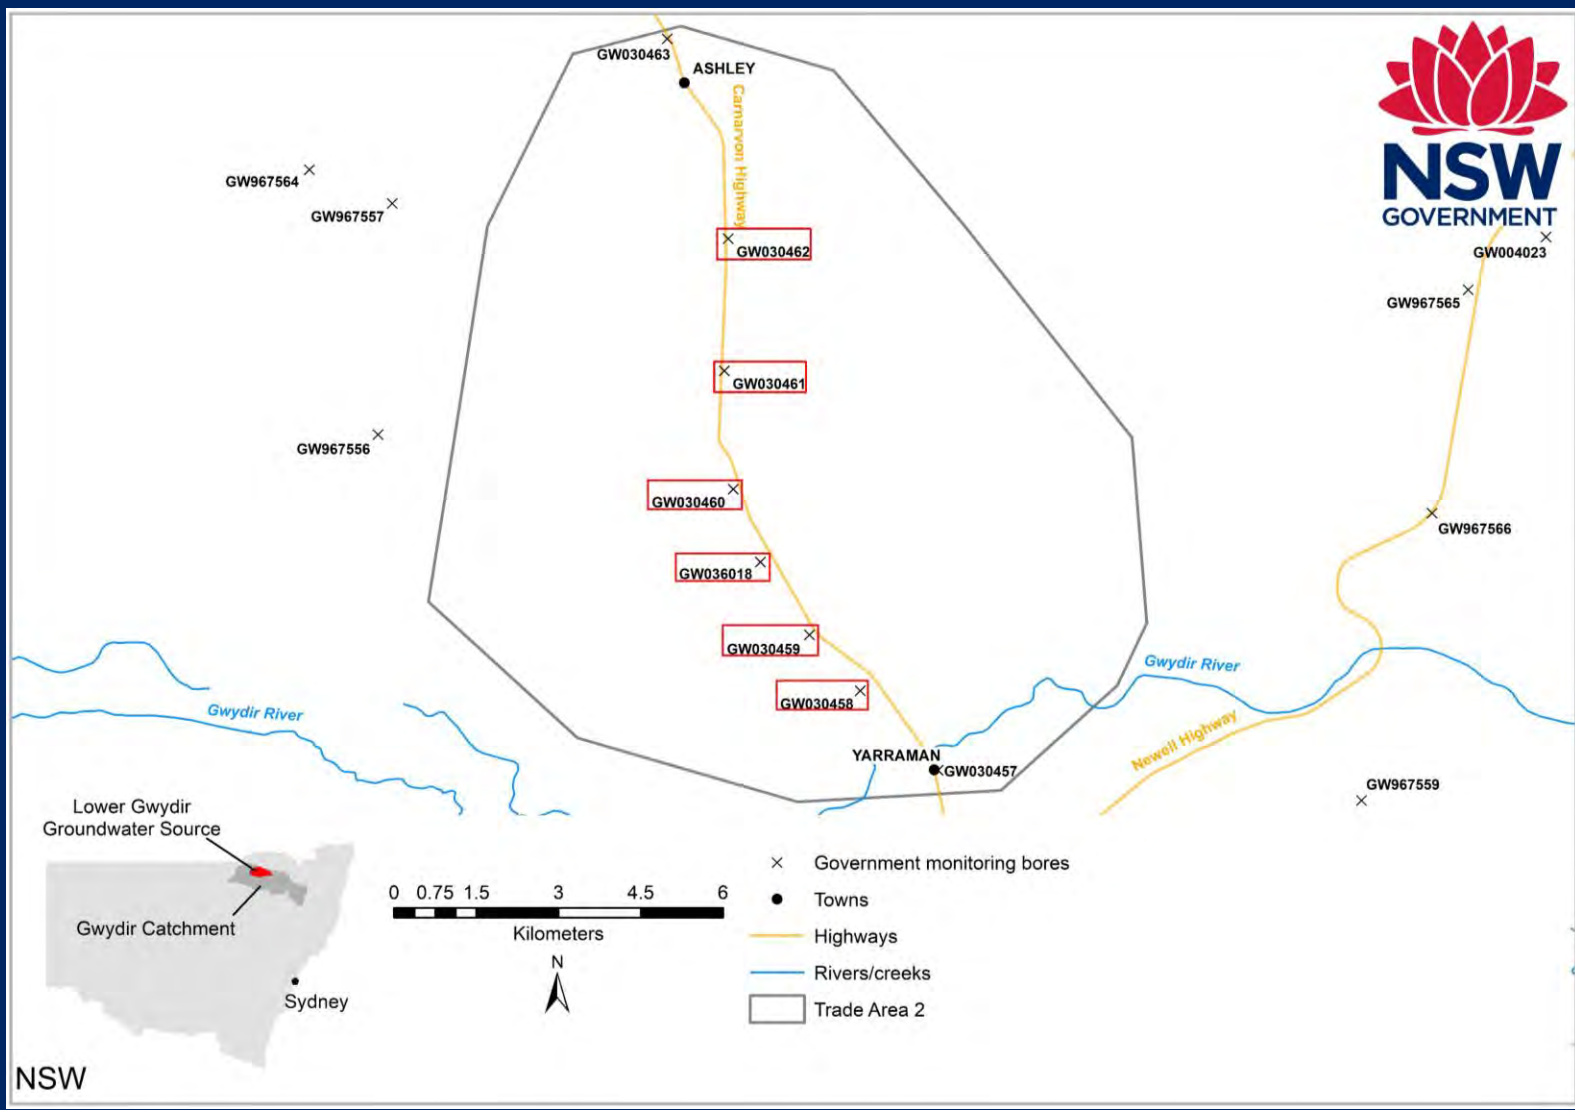 GW030463
ASHLEY
Carnarvon Highway
NSW
GOVERNMENT
GW967564
GW967557
GW030462
GW004023
GW967565
GW030461
GW967556
GW030460
GW967566
GW036018
GW030459
Gwydir River
GW030458
Gwydir River
Newell Highway
YARRAMAN
GW030457
GW967559
Lower Gwydir
Groundwater Source
Gwydir Catchment
Sydney
NSW
0 0.75 1.5 3 4.5 6
Kilometers
N
Government monitoring bores
Towns
Highways
Rivers/creeks
Trade Area 2